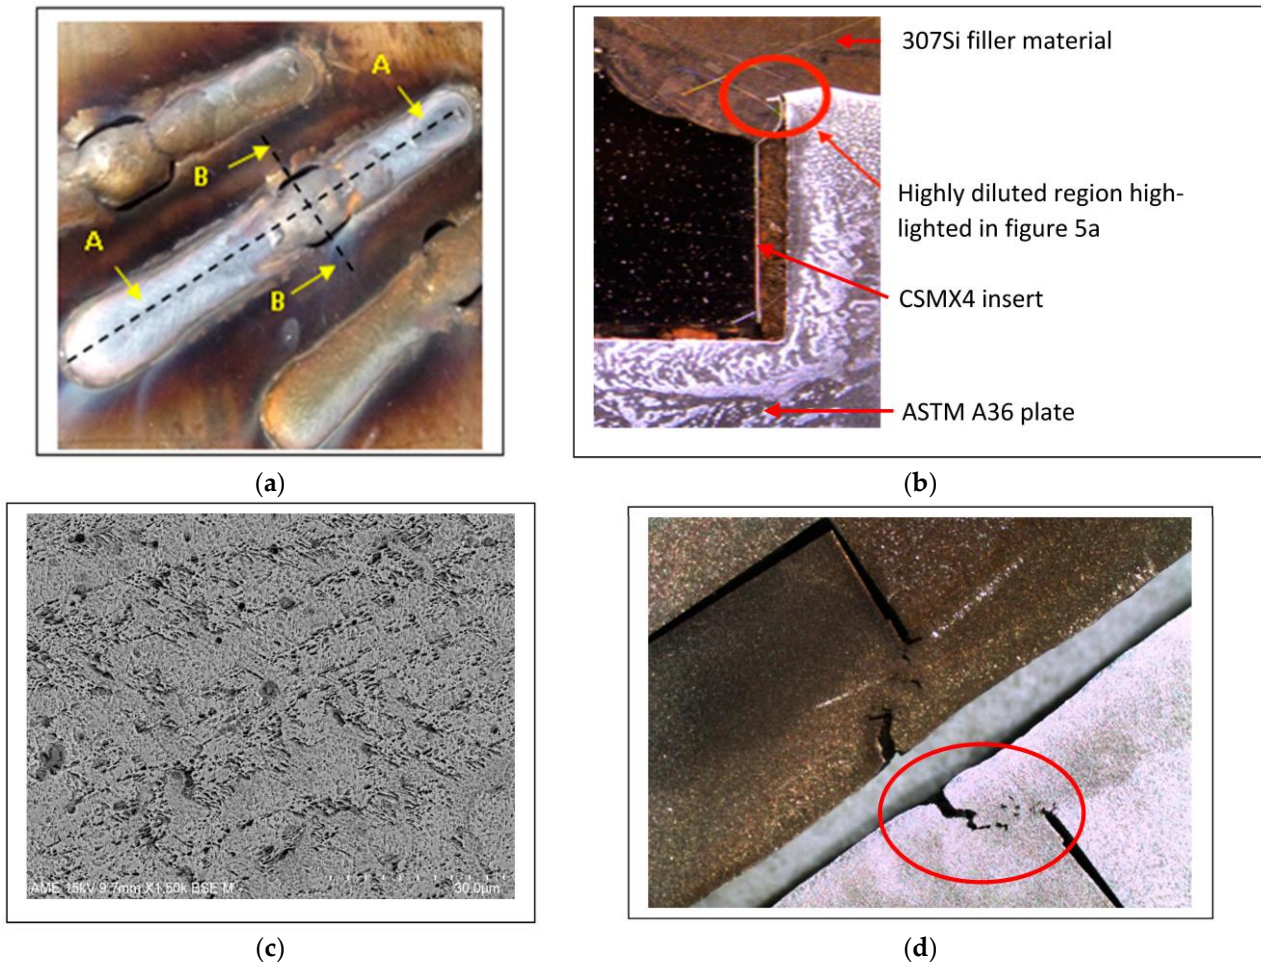 A
B
A
B
(a)
307Si filler material
Highly diluted region high-
lighted in figure 5a
CSMX4 insert
ASTM A36 plate
(b)
AME 15kV 9.7mm X1.50k BSE M
30.0µm
(c)
(d)